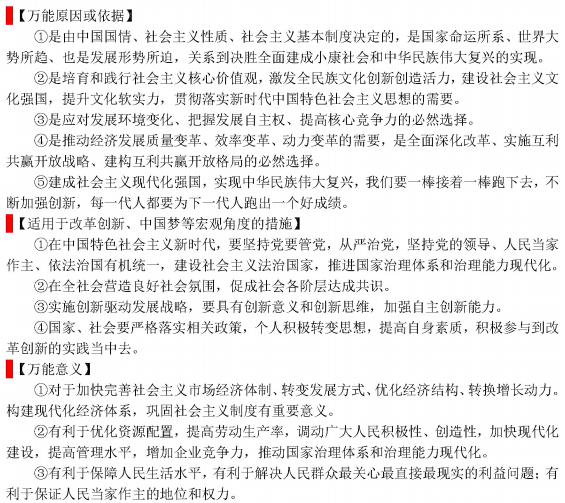 【万能原因或依据】
①是由中国国情、社会主义性质、社会主义基本制度决定的，是国家命运所系、世界大
势所趋、也是发展形势所迫，关系到决胜全面建成小康社会和中华民族伟大复兴的实现。
②是培育和践行社会主义核心价值观，激发全民族文化创新创造活力，建设社会主义文
化强国，提升文化软实力，贯彻落实新时代中国特色社会主义思想的需要。
③是应对发展环境变化、把握发展自主权、提高核心竞争力的必然选择。
④是推动经济发展质量变革、效率变革、动力变革的需要，是全面深化改革、实施互利
共赢开放战略、建构互利共赢开放格局的必然选择。
⑤建成社会主义现代化强国，实现中华民族伟大复兴，我们要一棒接着一棒跑下去，不
断加强创新，每一代人都要为下一代人跑出一个好成绩。
【适用于改革创新、中国梦等宏观角度的措施】
①在中国特色社会主义新时代，要坚持党要管党，从严治党，坚持党的领导、人民当家
作主、依法治国有机统一，建设社会主义法治国家，推进国家治理体系和治理能力现代化。
②在全社会营造良好社会氛围，促成社会各阶层达成共识。
③实施创新驱动发展战略，要具有创新意义和创新思维，加强自主创新能力。
④国家、社会要严格落实相关政策，个人积极转变思想，提高自身素质，积极参与到改
革创新的实践当中去。
【万能意义】
①对于加快完善社会主义市场经济体制、转变发展方式、优化经济结构、转换增长动力。
构建现代化经济体系，巩固社会主义制度有重要意义。
②有利于优化资源配置，提高劳动生产率，调动广大人民积极性、创造性，加快现代化
建设，提高管理水平，增加企业竞争力，推动国家治理体系和治理能力现代化。
③有利于保障人民生活水平，有利于解决人民群众最关心最直接最现实的利益问题；有
利于保证人民当家作主的地位和权力。